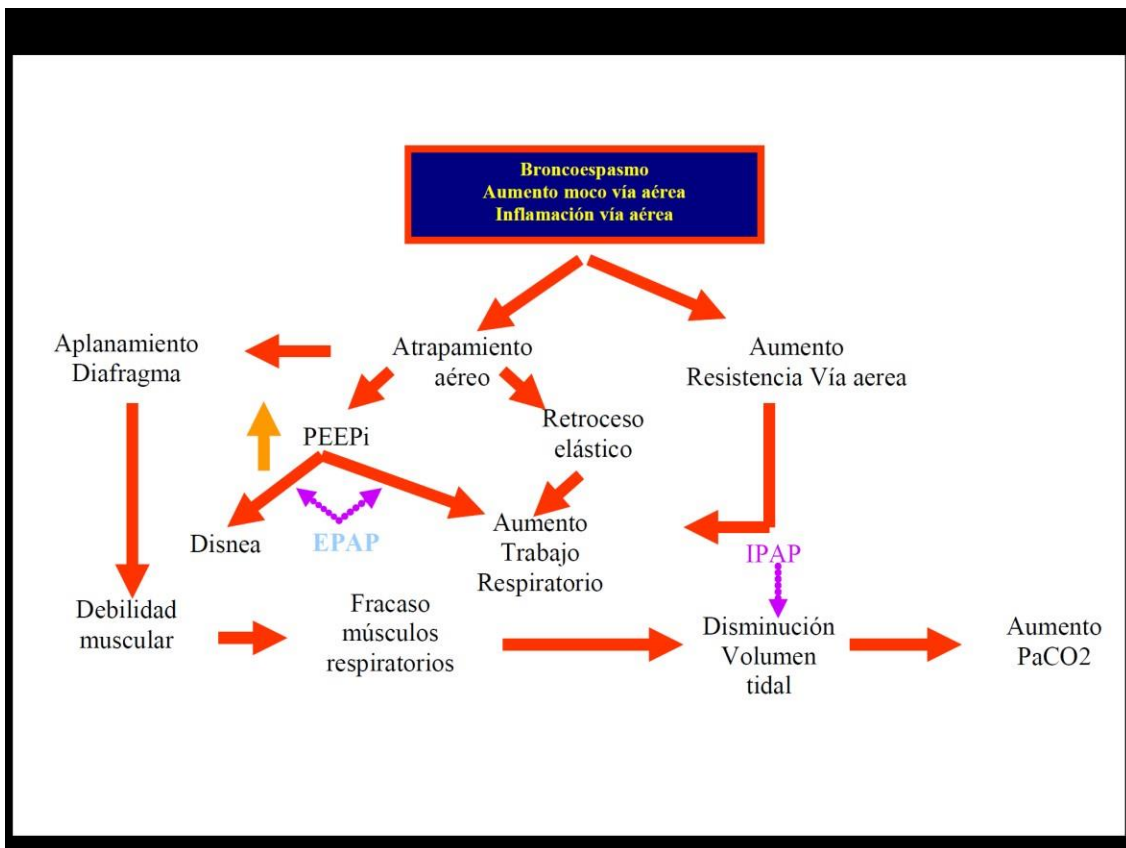 Broncoespasmo
Aumento moco vía aérea
Inflamación vía aérea
Aplanamiento
Diafragma
Atrapamiento
aéreo
Aumento
Resistencia Vía aerea
Retroceso
elástico
PEEPi
Disnea
EPAP
Aumento
Trabajo
Respiratorio
IPAP
Debilidad
muscular
Fracaso
músculos
respiratorios
Disminución
Volumen
tidal
Aumento
PaCO2